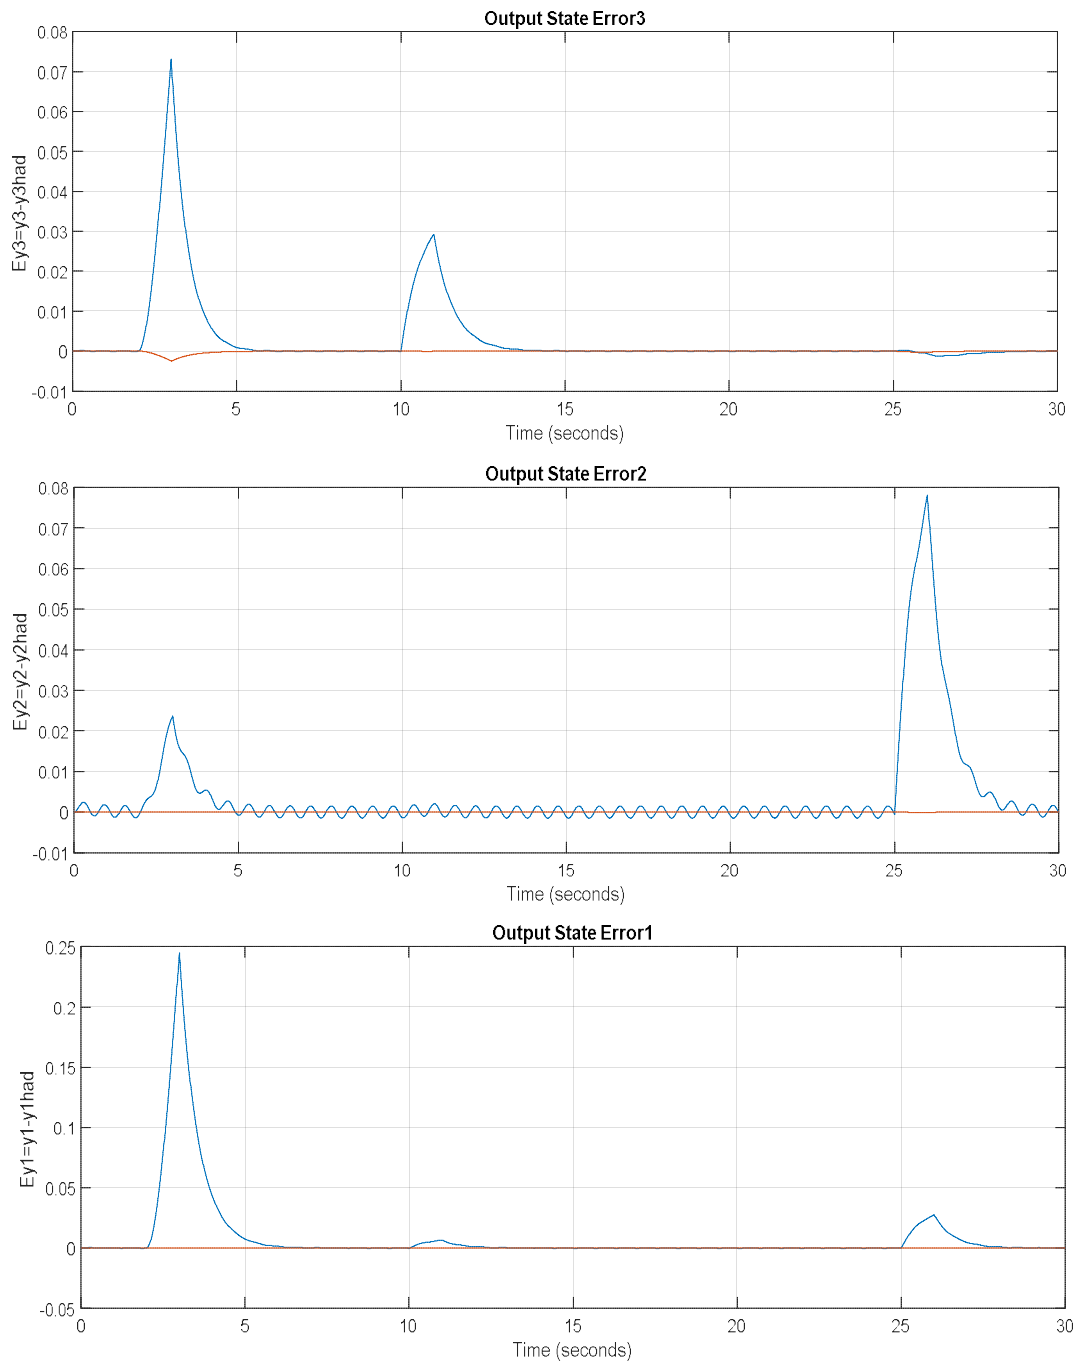 Output State Error3
Ey3=y3-y3had
0.08
0.07
0.06
0.05
0.04
0.03
0.02
0.01
0
-0.01
0 5 10 15 20 25 30
Time (seconds)
Output State Error2
Ey2=y2-y2had
0.08
0.07
0.06
0.05
0.04
0.03
0.02
0.01
0
-0.01
0 5 10 15 20 25 30
Time (seconds)
Output State Error1
Ey1=y1-y1had
0.25
0.2
0.15
0.1
0.05
0
-0.05
0 5 10 15 20 25 30
Time (seconds)